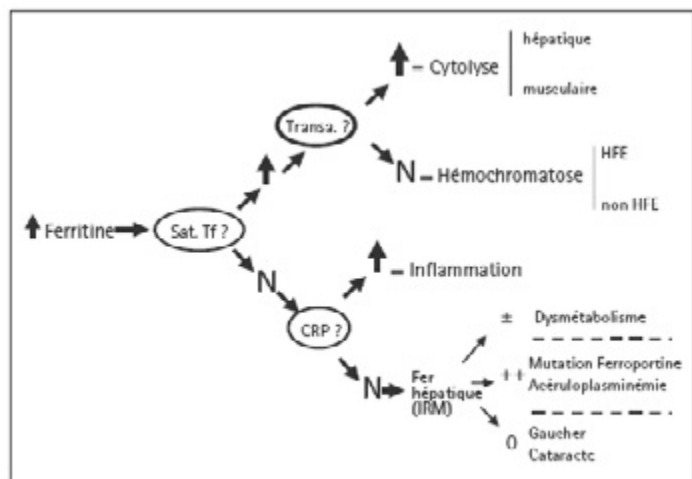 hépatique
- Cytolyse
musculaire
Transa. ?
HFE
N - Hémochromatose
non HFE
Ferritine
Sat. Tf ?
- Inflammation
N
CRP ?
± Dysmétabolisme
Fer
N
hépatique
(IRM)
++ Mutation Ferroportine
Acéruloplasminémie
0 Gaucher
Cataracte